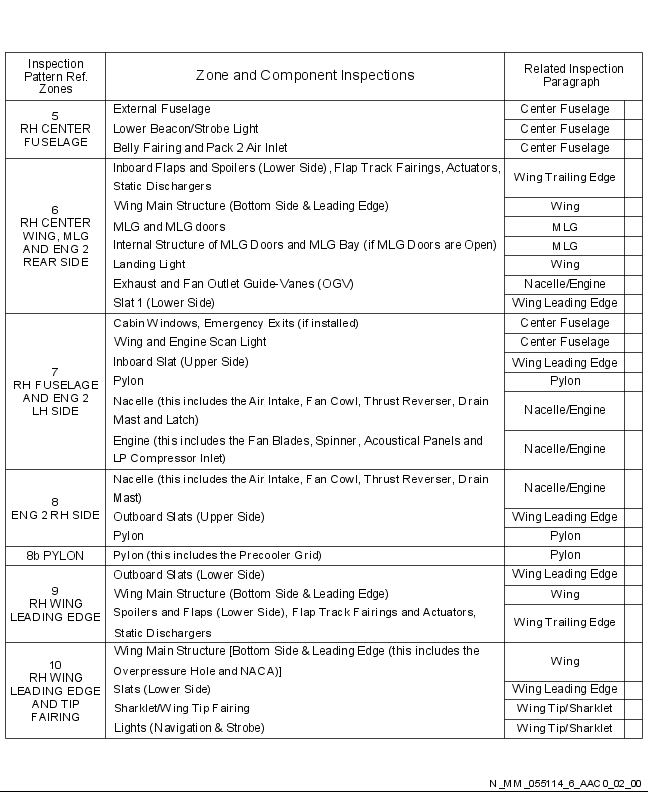 Inspection
Pattern Ref.
Zones
Zone and Component Inspections
Related Inspection
Paragraph
5
RH CENTER
FUSELAGE
External Fuselage
Center Fuselage
Lower Beacon/Strobe Light
Center Fuselage
Belly Fairing and Pack 2 Air Inlet
Center Fuselage
6
RH CENTER
WING, MLG
AND ENG 2
REAR SIDE
Inboard Flaps and Spoilers (Lower Side), Flap Track Fairings, Actuators,
Static Dischargers
Wing Trailing Edge
Wing Main Structure (Bottom Side & Leading Edge)
Wing
MLG and MLG doors
MLG
Internal Structure of MLG Doors and MLG Bay (if MLG Doors are Open)
MLG
Landing Light
Wing
Exhaust and Fan Outlet Guide-Vanes (OGV)
Nacelle/Engine
Slat 1 (Lower Side)
Wing Leading Edge
7
RH FUSELAGE
AND ENG 2
LH SIDE
Cabin Windows, Emergency Exits (if installed)
Center Fuselage
Wing and Engine Scan Light
Center Fuselage
Inboard Slat (Upper Side)
Wing Leading Edge
Pylon
Pylon
Nacelle (this includes the Air Intake, Fan Cowl, Thrust Reverser, Drain
Mast and Latch)
Nacelle/Engine
Engine (this includes the Fan Blades, Spinner, Acoustical Panels and
LP Compressor Inlet)
Nacelle/Engine
8
ENG 2 RH SIDE
Nacelle (this includes the Air Intake, Fan Cowl, Thrust Reverser, Drain
Mast)
Nacelle/Engine
Outboard Slats (Upper Side)
Wing Leading Edge
Pylon
Pylon
8b PYLON
Pylon (this includes the Precooler Grid)
Pylon
9
RH WING
LEADING EDGE
Outboard Slats (Lower Side)
Wing Leading Edge
Wing Main Structure (Bottom Side & Leading Edge)
Wing
Spoilers and Flaps (Lower Side), Flap Track Fairings and Actuators,
Static Dischargers
Wing Trailing Edge
10
RH WING
LEADING EDGE
AND TIP
FAIRING
Wing Main Structure [Bottom Side & Leading Edge (this includes the
Overpressure Hole and NACA)]
Wing
Slats (Lower Side)
Wing Leading Edge
Sharklet/Wing Tip Fairing
Wing Tip/Sharklet
Lights (Navigation & Strobe)
Wing Tip/Sharklet
N_MM_055114_6_AAC0_02_00